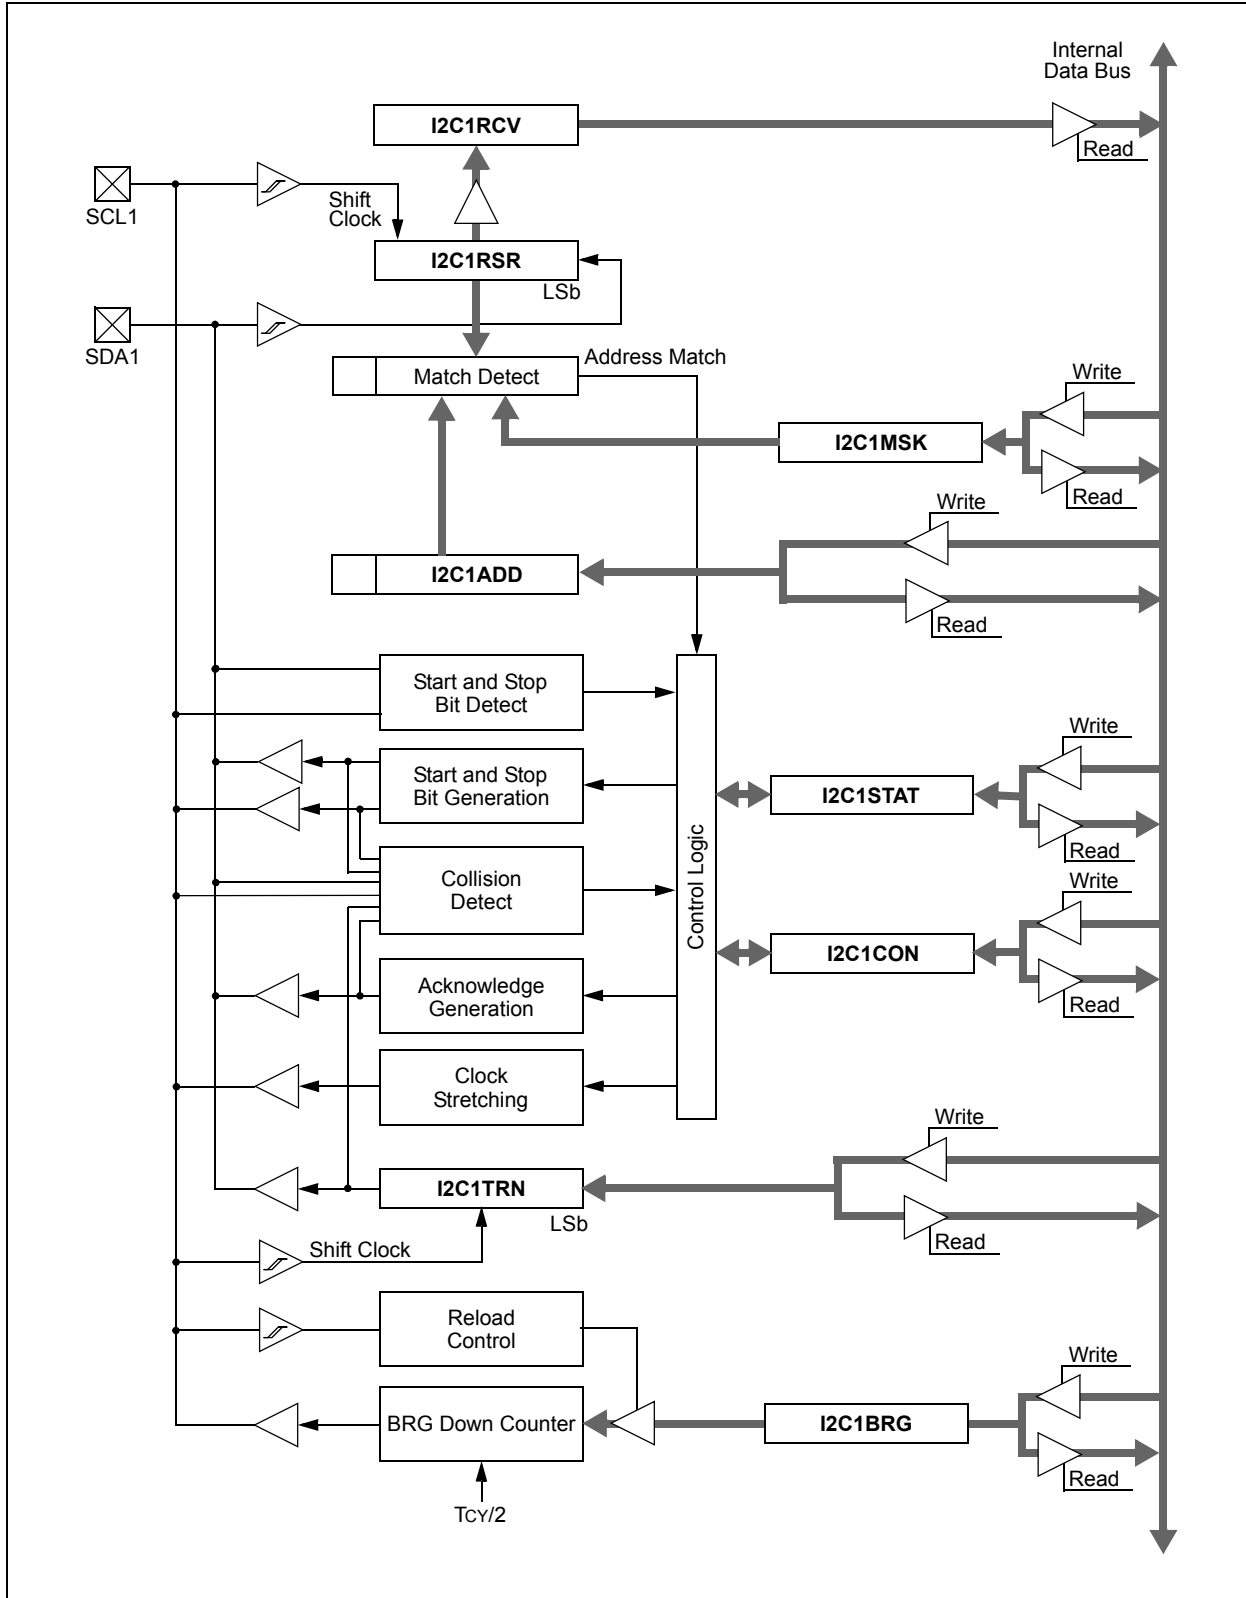 Internal
Data Bus
I2C1RCV
Read
SCL1
Shift
Clock
I2C1RSR
LSb
SDA1
Match Detect
Address Match
Write
I2C1MSK
Read
Write
I2C1ADD
Read
Start and Stop
Bit Detect
Start and Stop
Bit Generation
Write
I2C1STAT
Read
Control Logic
Collision
Detect
Write
I2C1CON
Read
Acknowledge
Generation
Clock
Stretching
Write
I2C1TRN
LSb
Read
Shift Clock
Reload
Control
Write
BRG Down Counter
I2C1BRG
Read
TCY/2